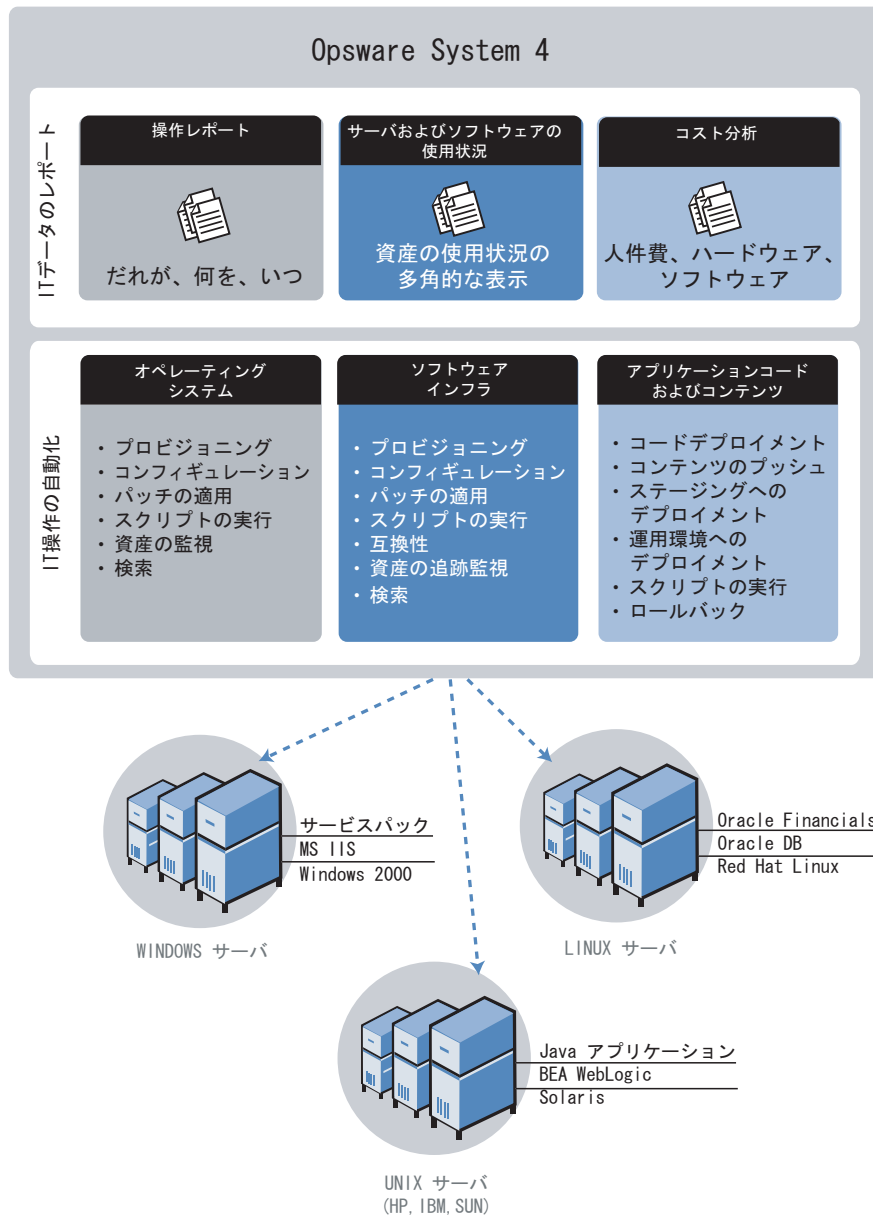 Opsware System 4
ITデータのレポート
操作レポート
だれが、何を、いつ
サーバおよびソフトウェアの
使用状況
資産の使用状況の
多角的な表示
コスト分析
人件費、ハードウェア、
ソフトウェア
IT操作の自動化
オペレーティング
システム
・プロビジョニング
・コンフィギュレーション
・パッチの適用
・スクリプトの実行
・資産の監視
・検索
ソフトウェア
インフラ
・プロビジョニング
・コンフィギュレーション
・パッチの適用
・スクリプトの実行
・互換性
・資産の追跡監視
・検索
アプリケーションコード
およびコンテンツ
・コードデプロイメント
・コンテンツのプッシュ
・ステージングへの
デプロイメント
・運用環境への
デプロイメント
・スクリプトの実行
・ロールバック
サービスパック
MS IIS
Windows 2000
WINDOWS サーバ
Oracle Financials
Oracle DB
Red Hat Linux
LINUX サーバ
Java アプリケーション
BEA WebLogic
Solaris
UNIX サーバ
(HP, IBM, SUN)